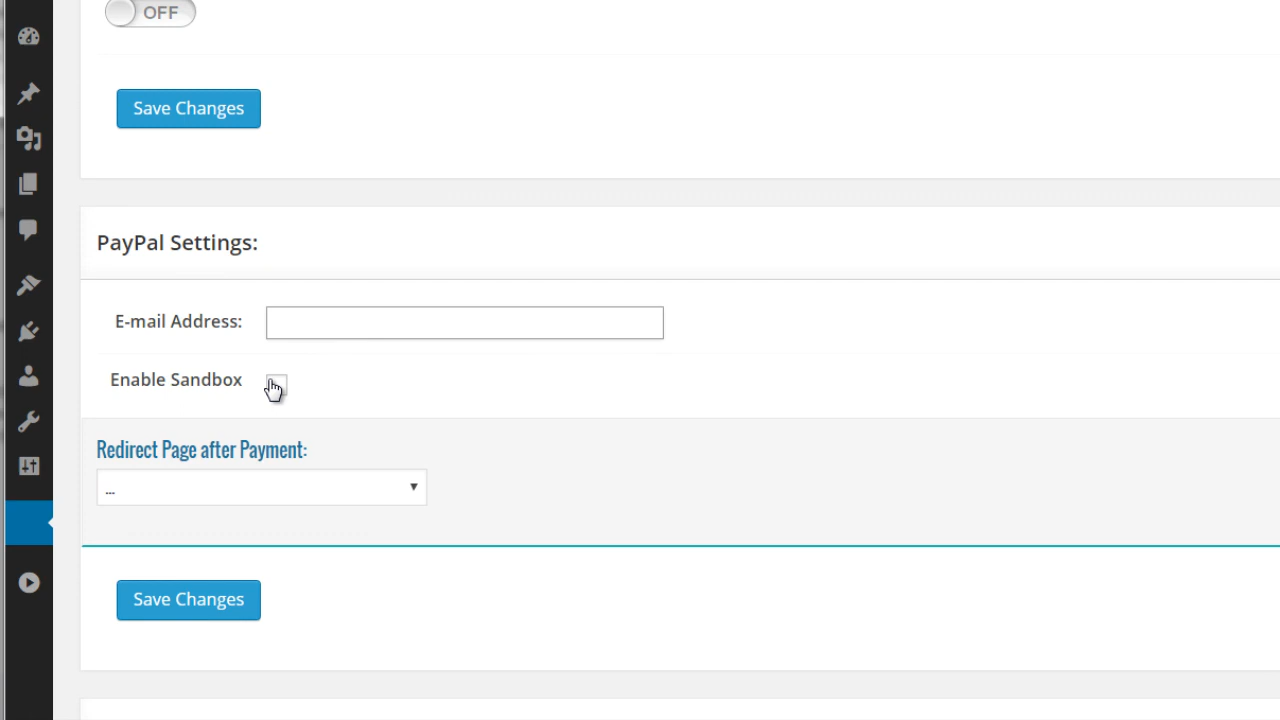 OFF
Save Changes
PayPal Settings:
E-mail Address:
Enable Sandbox
Redirect Page after Payment:
...
Save Changes